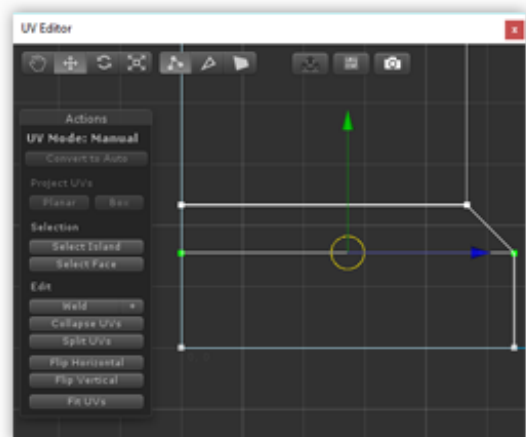 UV Editor
x
Actions
UV Mode: Manual
Convert to Auto
Project UVs
Planar Box
Selection
Select Island
Select Face
Edit
Weld
Collapse UVs
Split UVs
Flip Horizontal
Flip Vertical
Fit UVs